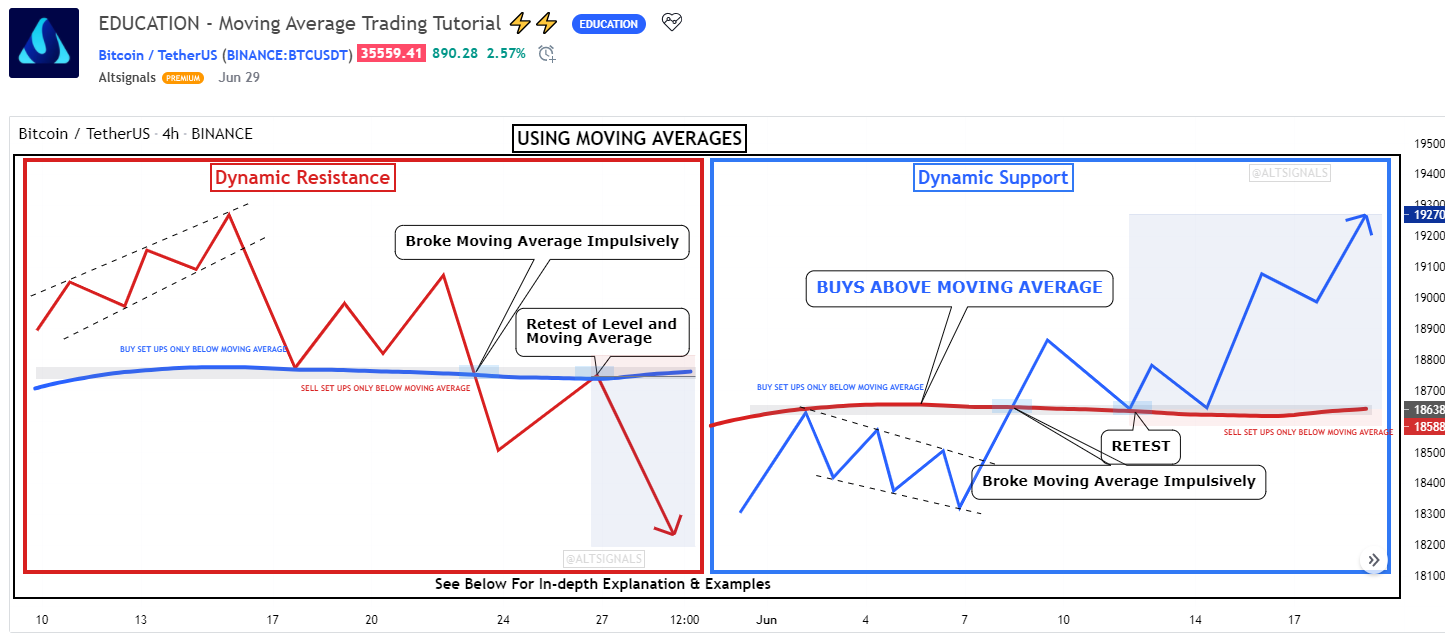 EDUCATION - Moving Average Trading Tutorial ⚡⚡ EDUCATION
Bitcoin / TetherUS (BINANCE:BTCUSDT) 35559.41 890.28 2.57%
Altsignals PREMIUM Jun 29
Bitcoin / TetherUS · 4h · BINANCE
USING MOVING AVERAGES
Dynamic Resistance
Broke Moving Average Impulsively
Retest of Level and
Moving Average
BUY SET UPS ONLY BELOW MOVING AVERAGE
SELL SET UPS ONLY BELOW MOVING AVERAGE
@ALTSIGNALS
Dynamic Support
@ALTSIGNALS
BUYS ABOVE MOVING AVERAGE
BUY SET UPS ONLY BELOW MOVING AVERAGE
SELL SET UPS ONLY BELOW MOVING AVERAGE
RETEST
Broke Moving Average Impulsively
See Below For In-depth Explanation & Examples
19500
19400
19300
19270
19200
19100
19000
18900
18800
18700
18638
18588
18500
18400
18300
18200
18100
10 13 17 20 24 27 12:00 Jun 4 7 10 14 17